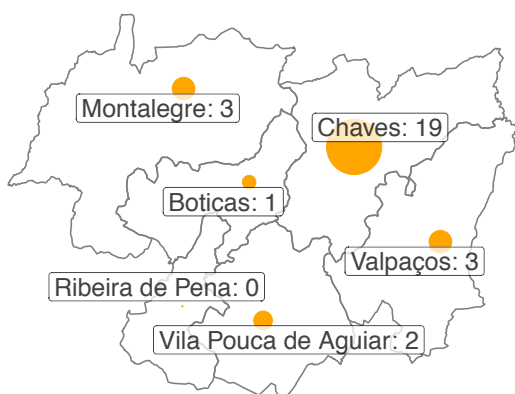 Montalegre: 3
Chaves: 19
Boticas: 1
Valpaços: 3
Ribeira de Pena: 0
Vila Pouca de Aguiar: 2